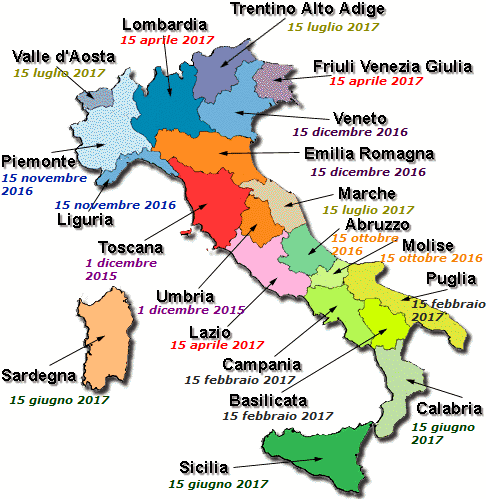 Trentino Alto Adige
15 luglio 2017
Lombardia
15 aprile 2017
Valle d'Aosta
15 luglio 2017
Friuli Venezia Giulia
15 aprile 2017
Veneto
15 dicembre 2016
Emilia Romagna
15 dicembre 2016
Piemonte
15 novembre
2016
15 novembre 2016
Liguria
Marche
15 luglio 2017
Abruzzo
15 ottobre
2016
Molise
15 ottobre 2016
Toscana
1 dicembre
2015
Umbria
1 dicembre 2015
Puglia
15 febbraio
2017
Lazio
15 aprile 2017
Campania
15 febbraio 2017
Basilicata
15 febbraio 2017
Sardegna
15 giugno 2017
Calabria
15 giugno
2017
Sicilia
15 giugno 2017